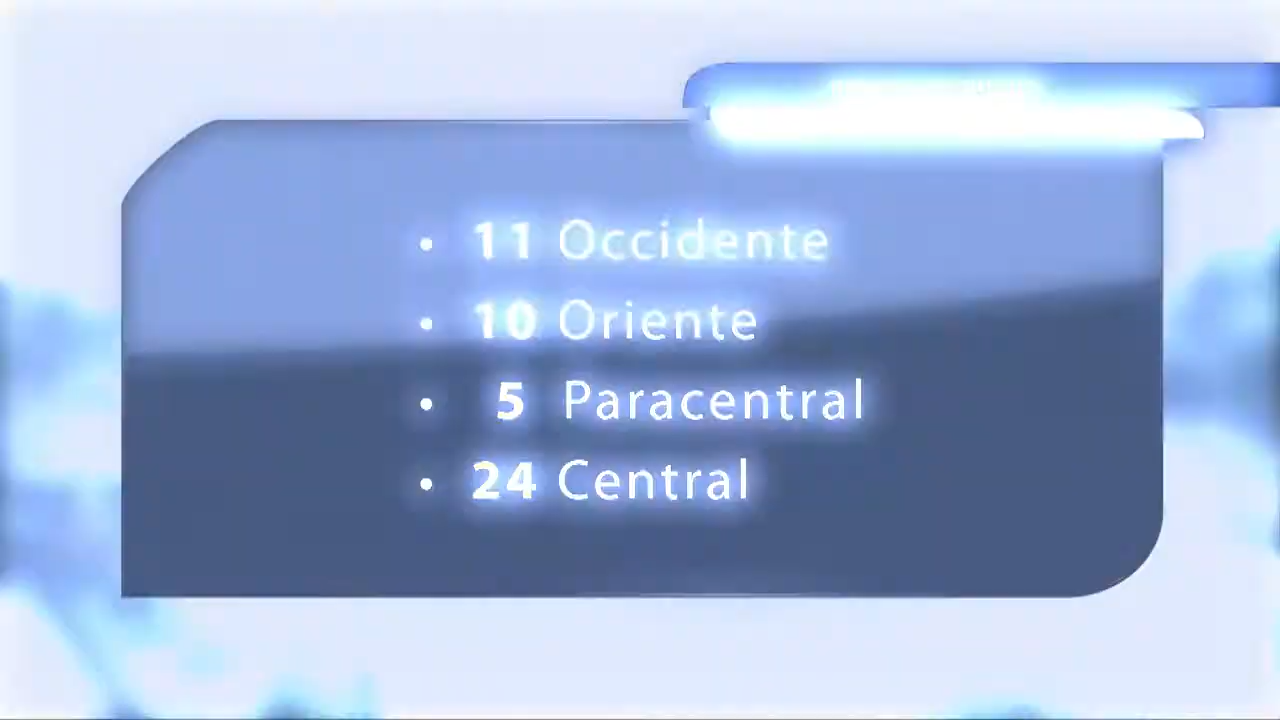 • 11 Occidente
• 10 Oriente
• 5 Paracentral
• 24 Central